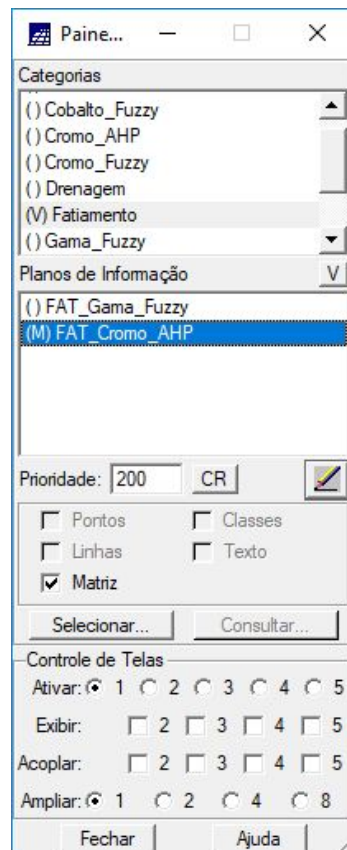 Paine...
Categorias
( ) Cobalto_Fuzzy
( ) Cromo_AHP
( ) Cromo_Fuzzy
( ) Drenagem
(V) Fatiamento
( ) Gama_Fuzzy
Planos de Informação V
( ) FAT_Gama_Fuzzy
(M) FAT_Cromo_AHP
Prioridade: 200 CR
Pontos Classes
Linhas Texto
Matriz
Selecionar... Consultar...
Controle de Telas
Ativar: 1 2 3 4 5
Exibir: 2 3 4 5
Acoplar: 2 3 4 5
Ampliar: 1 2 4 8
Fechar Ajuda